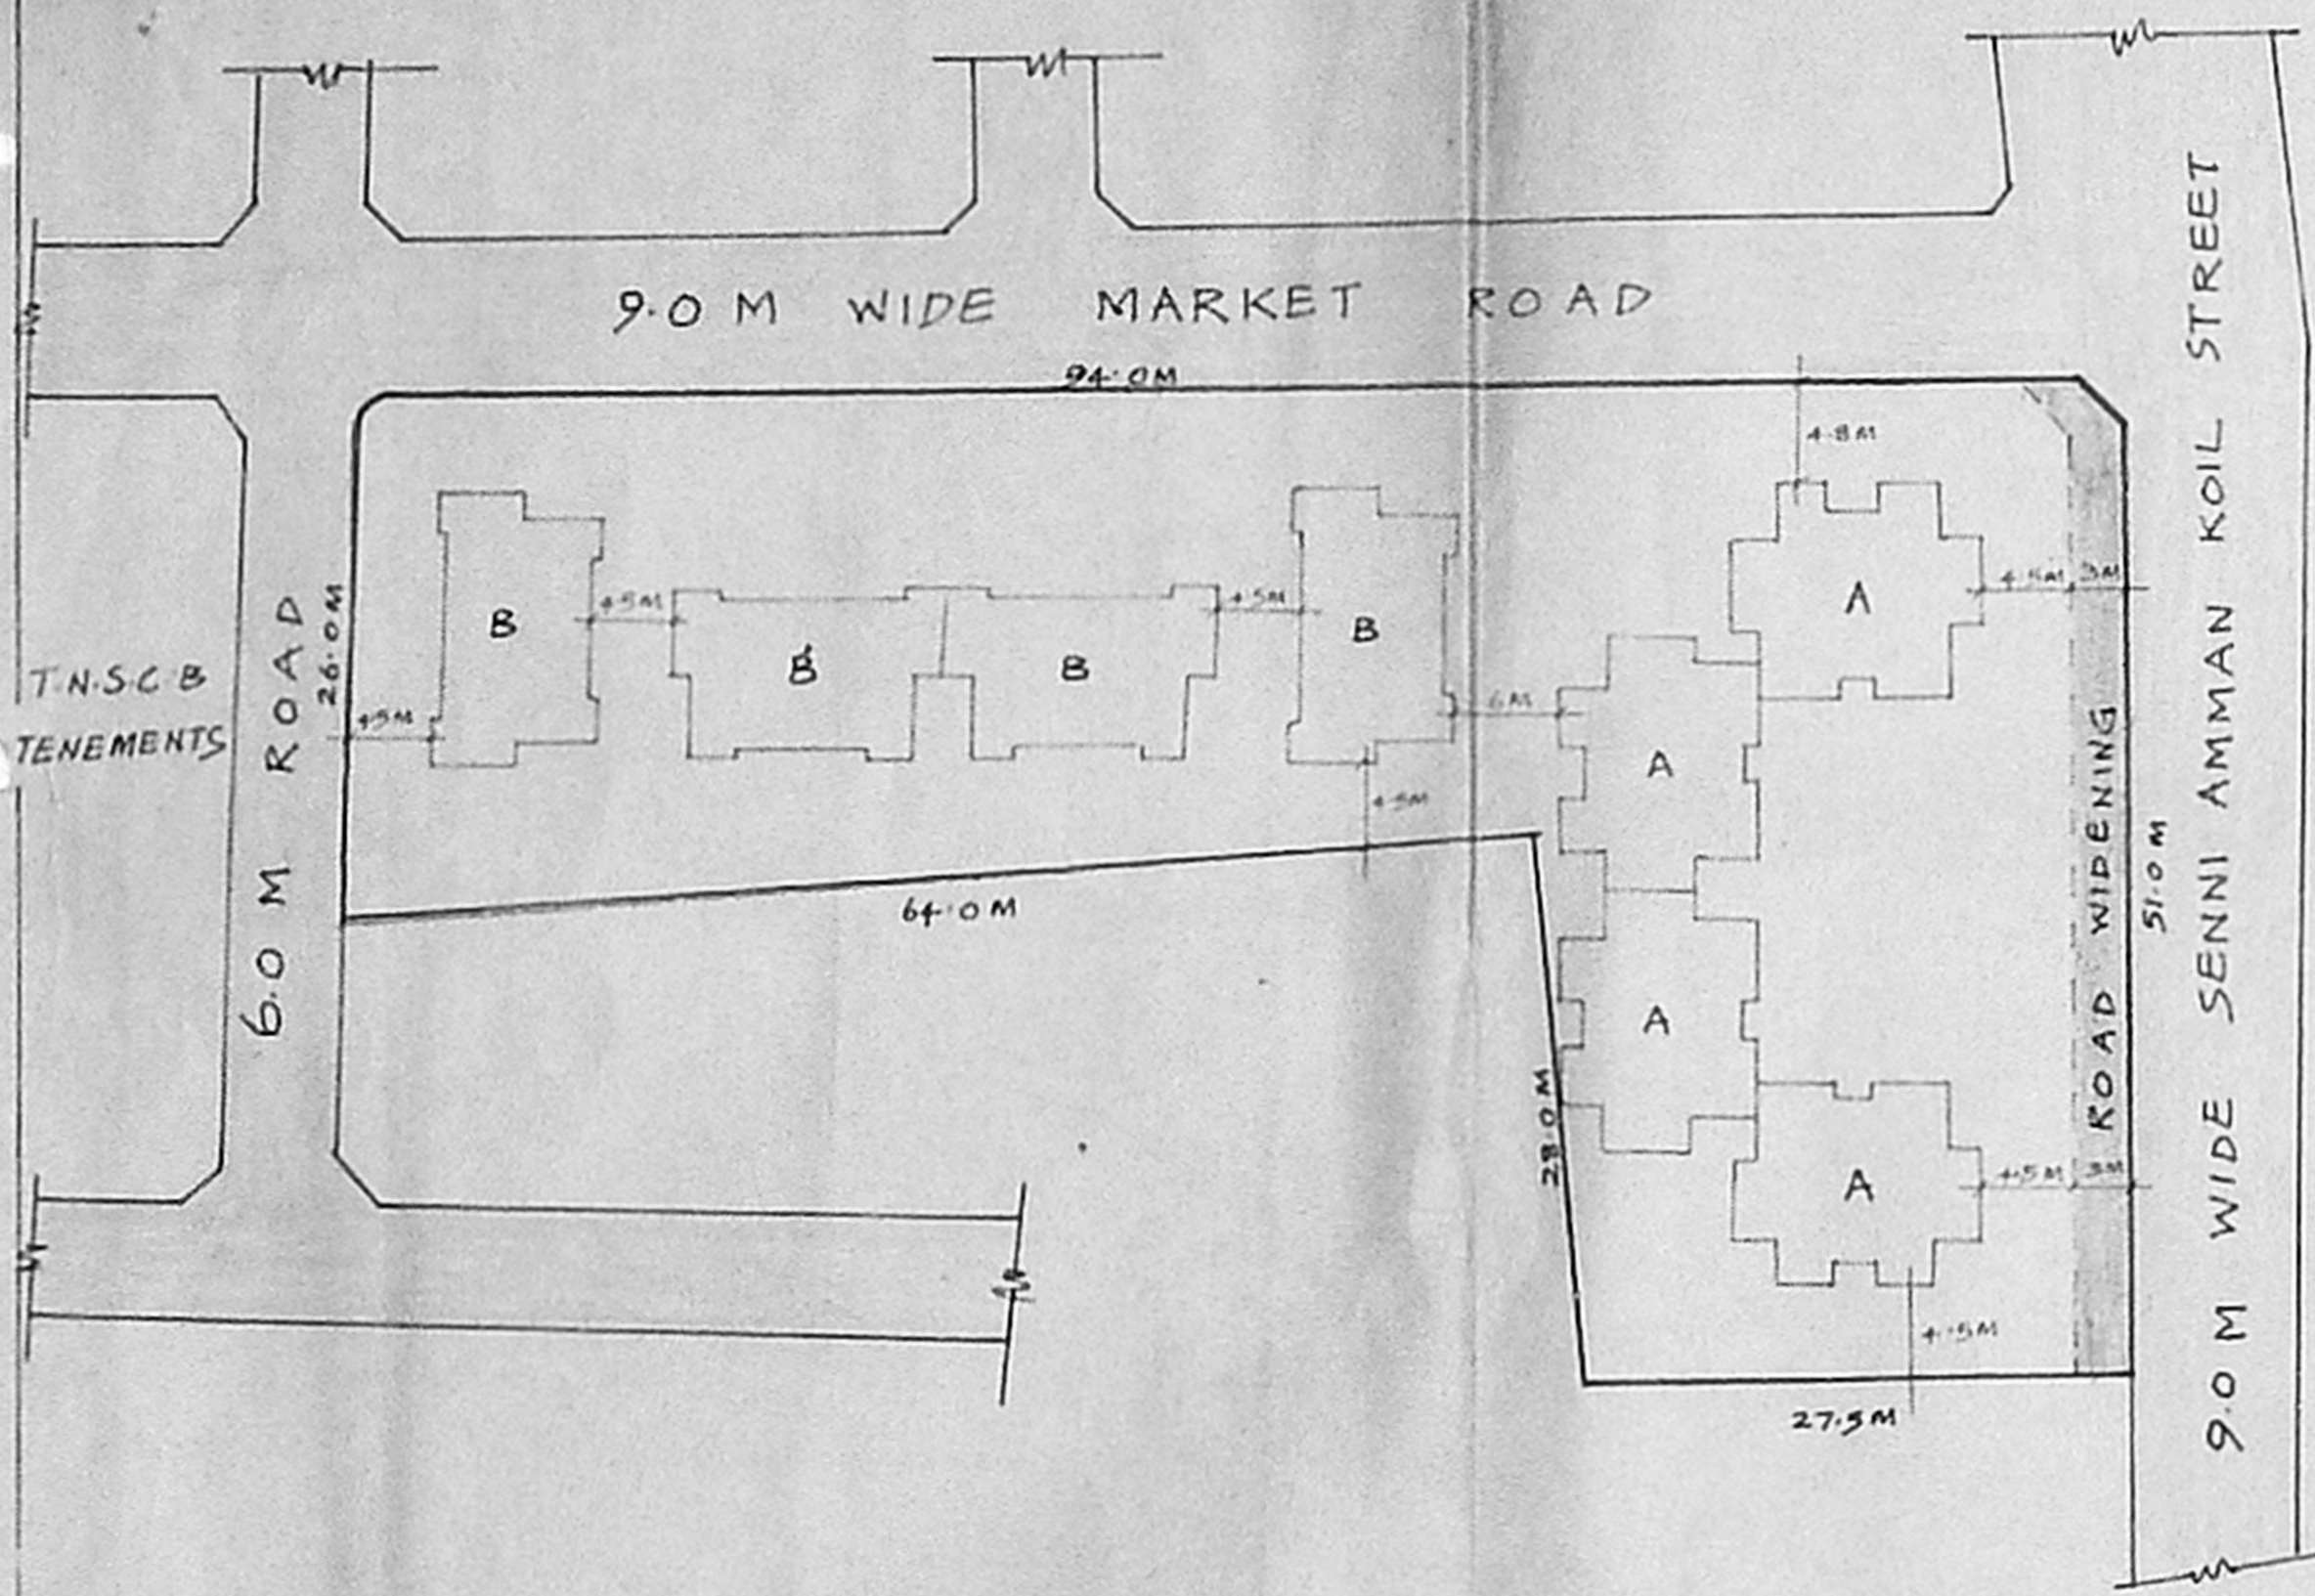 9.0 M WIDE MARKET ROAD
94.0M
4.8M
B
4.5M
B
B
4.5M
B
A
4.5M
3M
26.0M
6.0 M ROAD
T.N.S.C.B
TENEMENTS
4.5M
6M
A
4.5M
64.0M
A
28.0M
A
4.5M
3M
4.5M
27.5M
ROAD WIDENING
51.0M
9.0 M WIDE SENNI AMMAN KOIL STREET